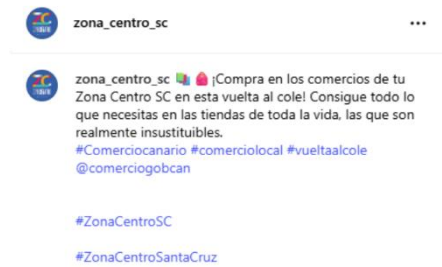 zona_centro_sc
zona_centro_sc 📚 🎒 ¡Compra en los comercios de tu
Zona Centro SC en esta vuelta al cole! Consigue todo lo
que necesitas en las tiendas de toda la vida, las que son
realmente insustituibles.
#Comerciocanario #comerciolocal #vueltaalcole
@comerciogobcan
#ZonaCentroSC
#ZonaCentroSantaCruz